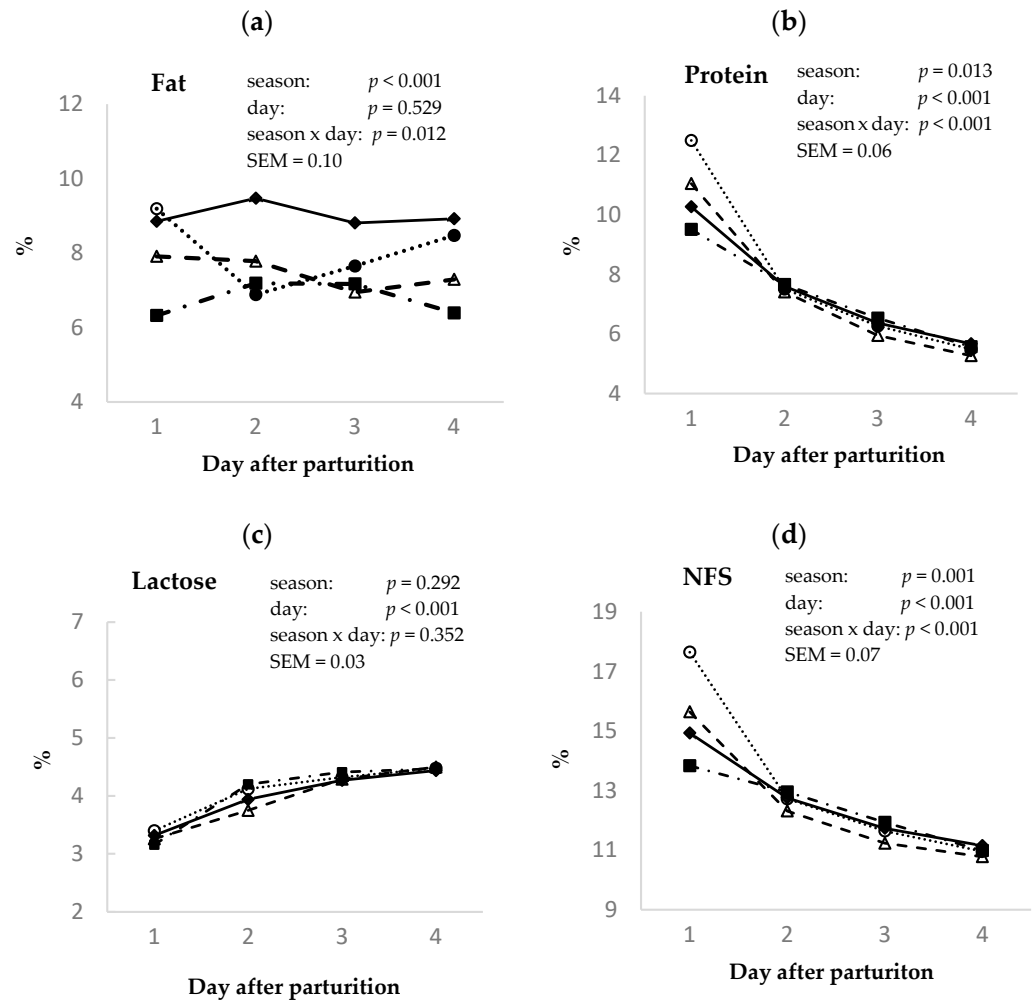 (a)
Fat
season: p < 0.001
day: p = 0.529
season x day: p = 0.012
SEM = 0.10
12
10
8
6
4
%
1 2 3 4
Day after parturition
(b)
Protein
season: p = 0.013
day: p < 0.001
season x day: p < 0.001
SEM = 0.06
14
12
10
8
6
4
%
1 2 3 4
Day after parturition
(c)
Lactose
season: p = 0.292
day: p < 0.001
season x day: p = 0.352
SEM = 0.03
7
6
5
4
3
2
%
1 2 3 4
Day after parturition
(d)
NFS
season: p = 0.001
day: p < 0.001
season x day: p < 0.001
SEM = 0.07
19
17
15
13
11
9
%
1 2 3 4
Day after parturiton